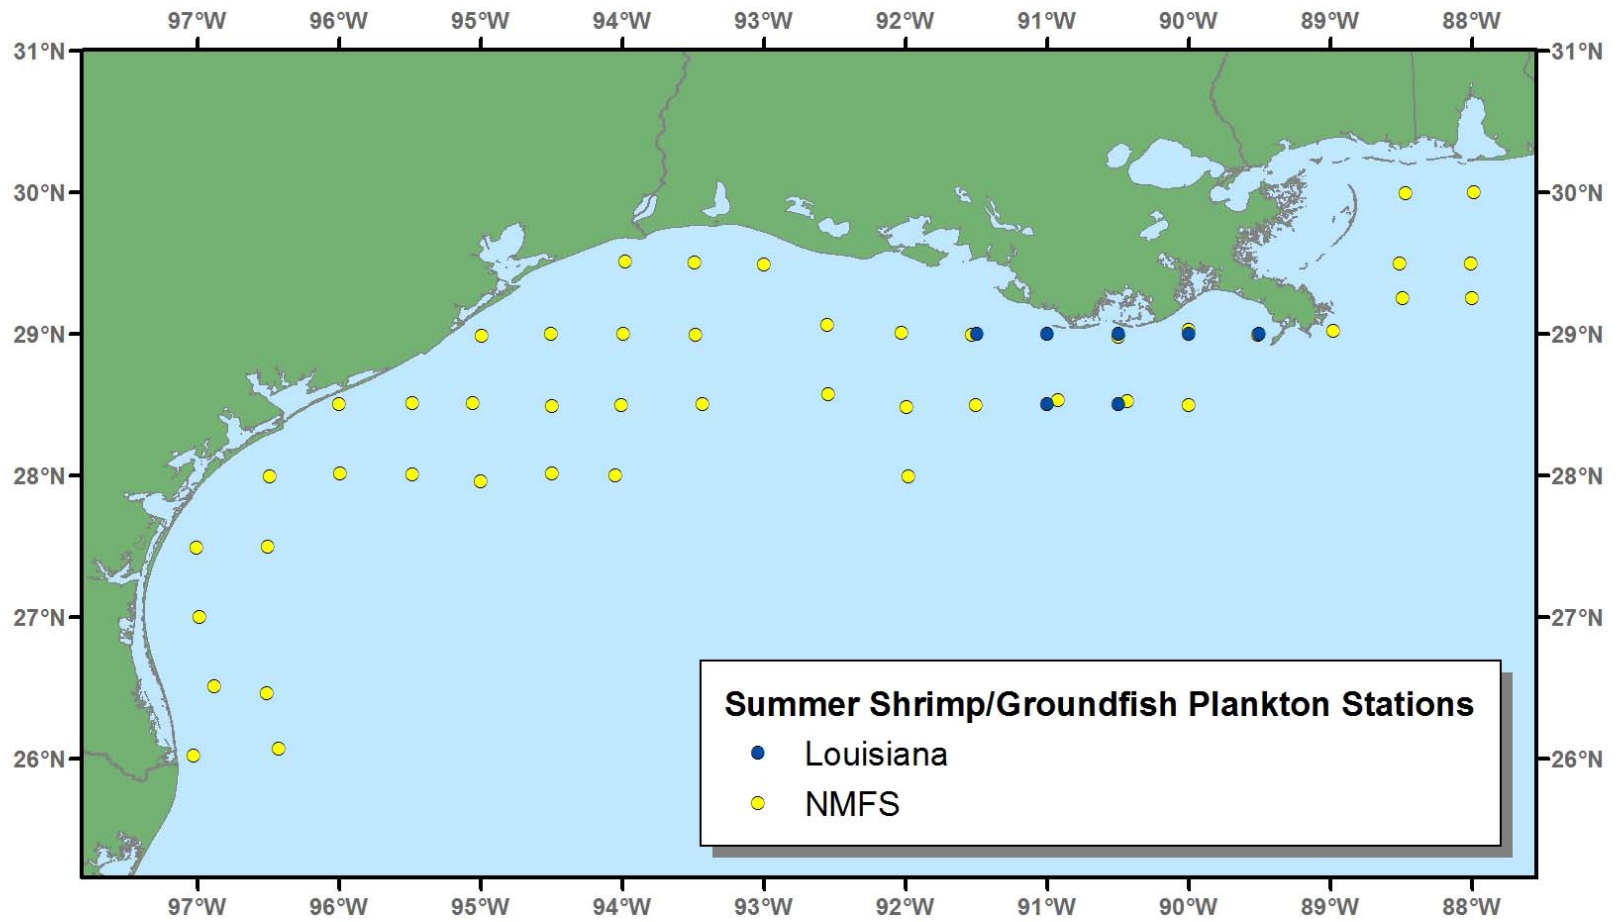 97°W 96°W 95°W 94°W 93°W 92°W 91°W 90°W 89°W 88°W
31°N 31°N
30°N 30°N
29°N 29°N
28°N 28°N
27°N 27°N
Summer Shrimp/Groundfish Plankton Stations
Louisiana
26°N 26°N
NMFS
97°W 96°W 95°W 94°W 93°W 92°W 91°W 90°W 89°W 88°W